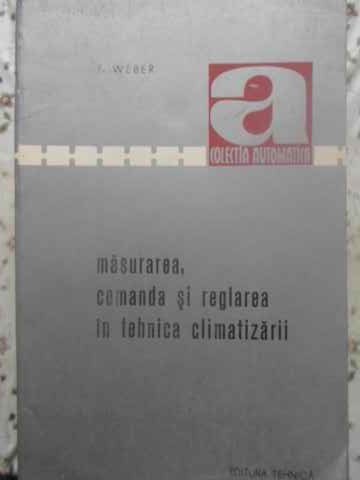 F. WEBER
a
COLECȚIA AUTOMATICA
măsurarea,
comanda și reglarea
în tehnica climatizării
EDITURA TEHNICĂ